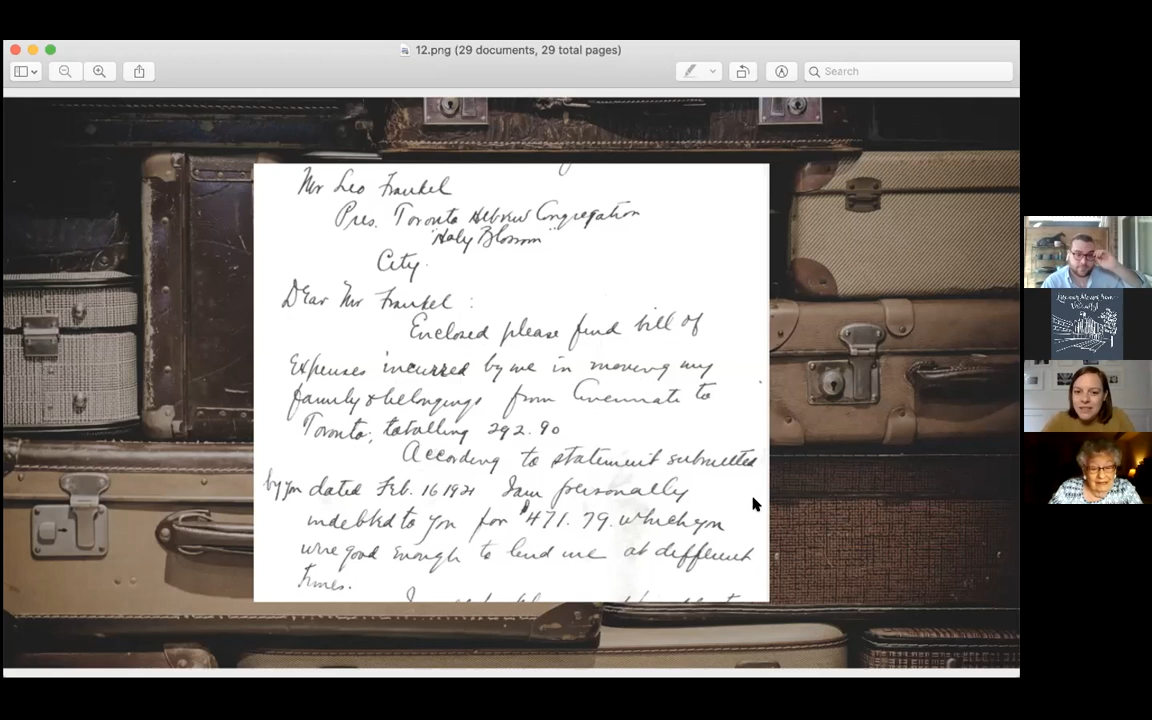 12.png (29 documents, 29 total pages)
Search
Mr Leo Frankel
Pres. Toronto Hebrew Congregation
"Holy Blossom"
City.
Dear Mr Frankel :
Enclosed please find bill of
Expenses incurred by me in moving my
family & belongings from Cincinnati to
Toronto, totalling 292.90
According to statement submitted
by you dated Feb. 16 1921 I am personally
indebted to you for $471.79. which you
were good enough to lend me at different
times.